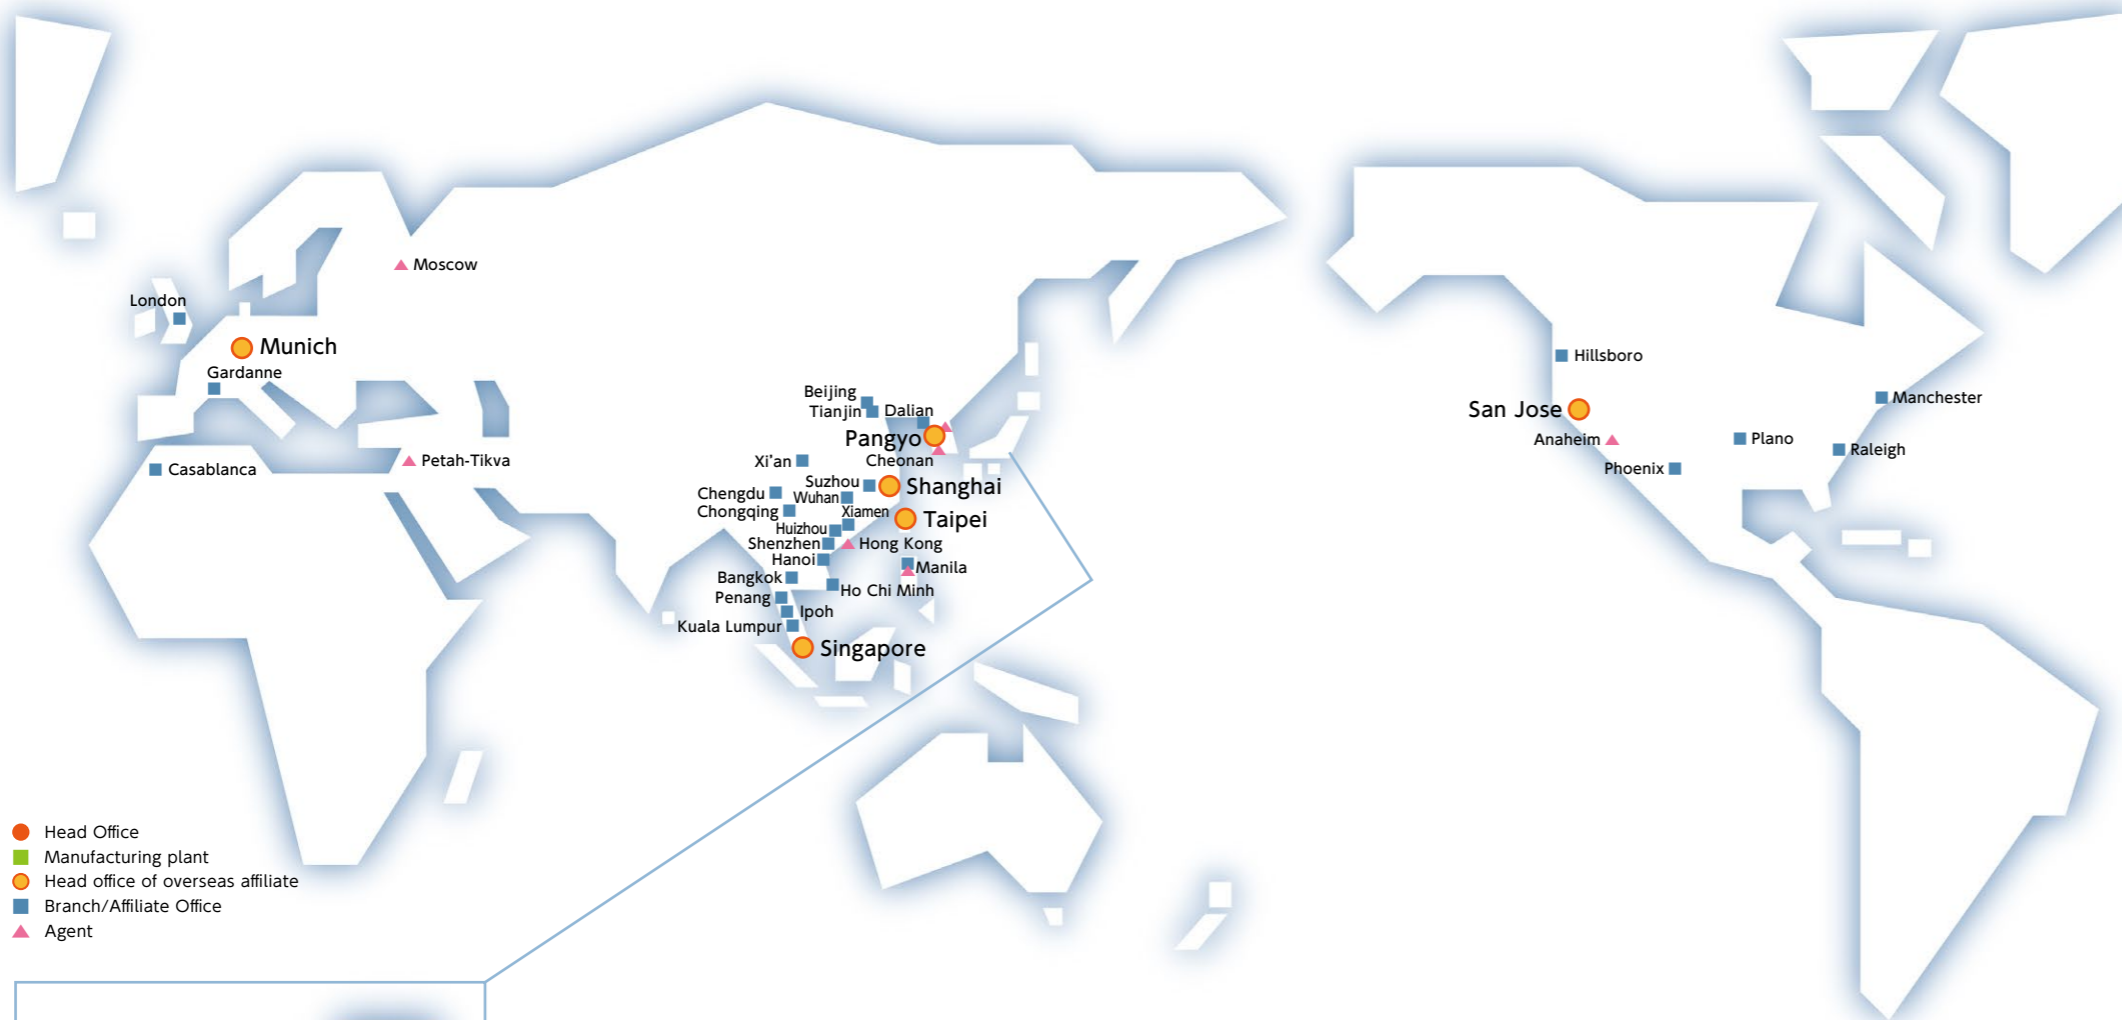 Moscow
London
Munich
Gardanne
Casablanca
Petah-Tikva
Beijing
Tianjin
Dalian
Pangyo
Cheonan
Xi'an
Suzhou
Shanghai
Chengdu
Wuhan
Chongqing
Xiamen
Taipei
Huizhou
Shenzhen
Hong Kong
Hanoi
Manila
Bangkok
Ho Chi Minh
Penang
Ipoh
Kuala Lumpur
Singapore
Hillsboro
San Jose
Manchester
Anaheim
Plano
Raleigh
Phoenix
Head Office
Manufacturing plant
Head office of overseas affiliate
Branch/Affiliate Office
Agent